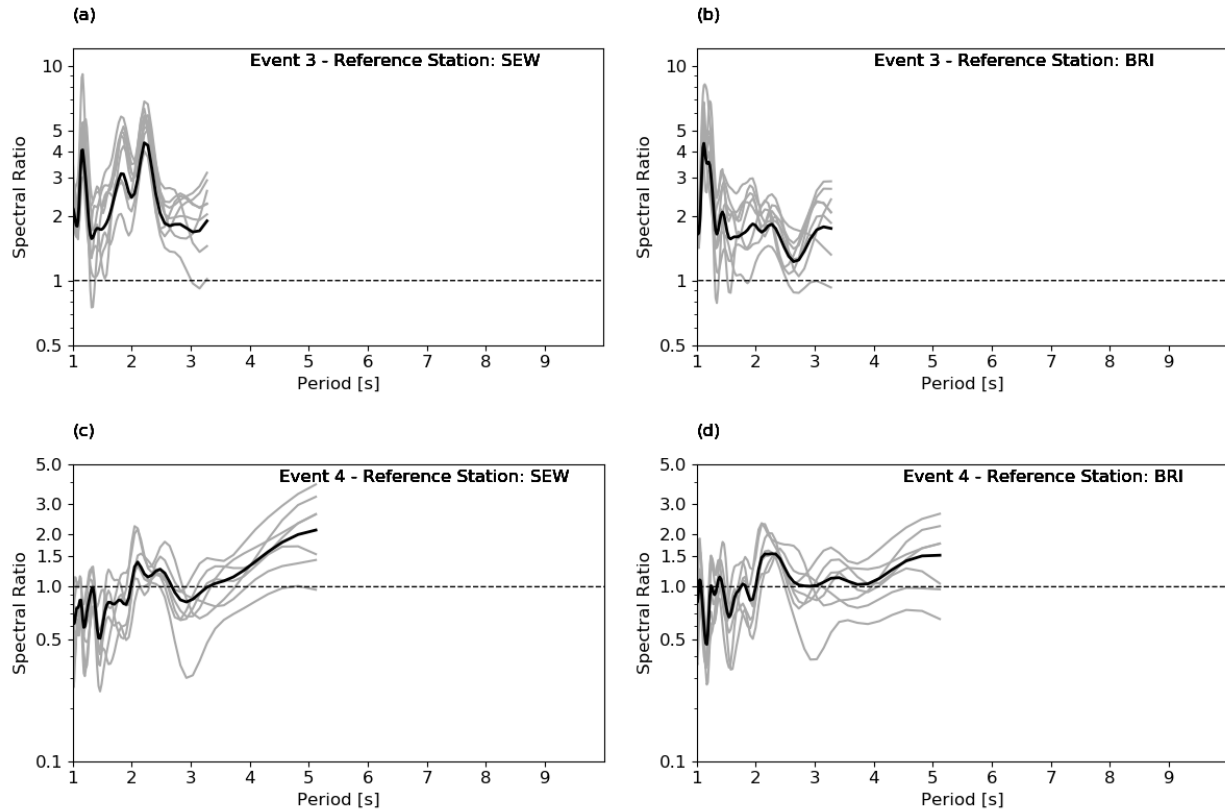 (a)
Event 3 - Reference Station: SEW
10
5
4
3
2
1
0.5
Spectral Ratio
1 2 3 4 5 6 7 8 9
Period [s]
(b)
Event 3 - Reference Station: BRI
10
5
4
3
2
1
0.5
Spectral Ratio
1 2 3 4 5 6 7 8 9
Period [s]
(c)
Event 4 - Reference Station: SEW
5.0
3.0
2.0
1.5
1.0
0.5
0.1
Spectral Ratio
1 2 3 4 5 6 7 8 9
Period [s]
(d)
Event 4 - Reference Station: BRI
5.0
3.0
2.0
1.5
1.0
0.5
0.1
Spectral Ratio
1 2 3 4 5 6 7 8 9
Period [s]